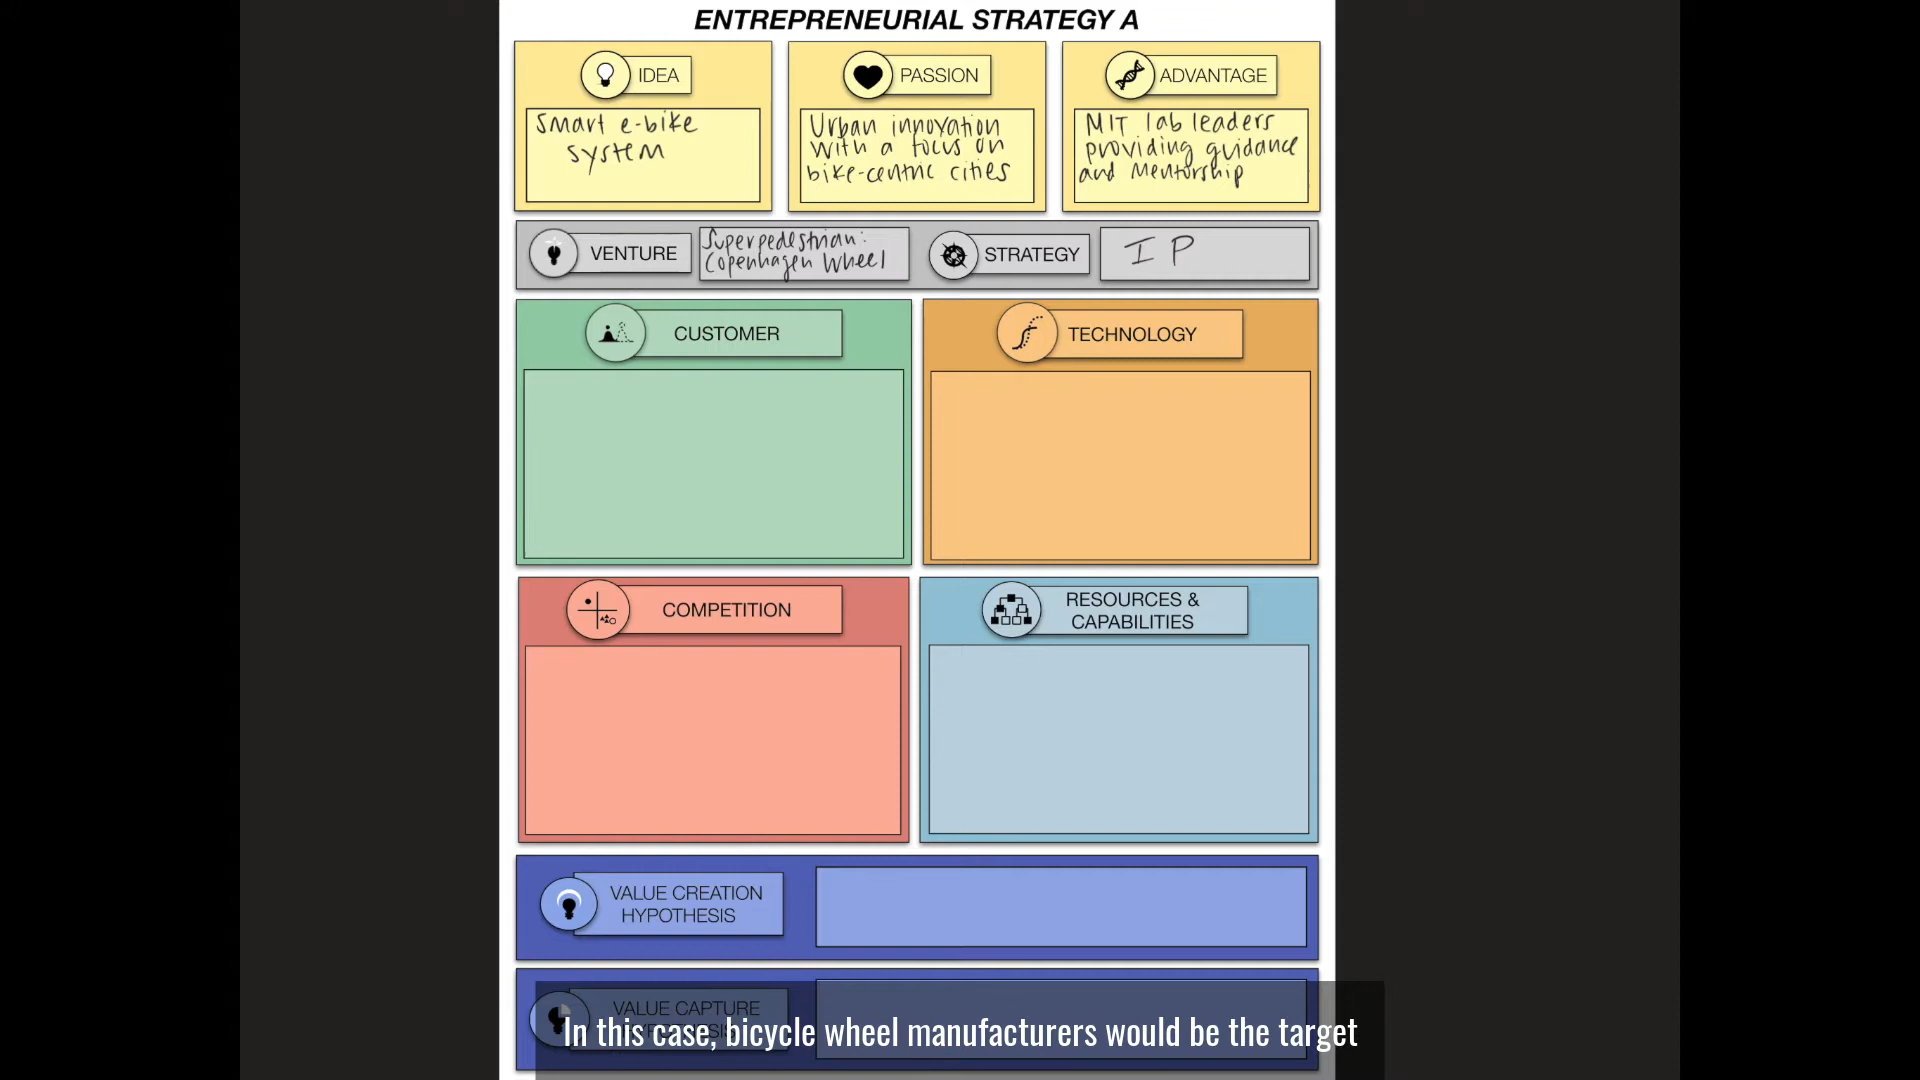 ENTREPRENEURIAL STRATEGY A
IDEA
Smart e-bike
system
PASSION
Urban innovation
with a focus on
bike-centric cities
ADVANTAGE
MIT lab leaders
providing guidance
and Mentorship
VENTURE
Superpedestrian:
Copenhagen Wheel
STRATEGY
IP
CUSTOMER
TECHNOLOGY
COMPETITION
RESOURCES &
CAPABILITIES
VALUE CREATION
HYPOTHESIS
VALUE CAPTURE
HYPOTHESIS
In this case, bicycle wheel manufacturers would be the target